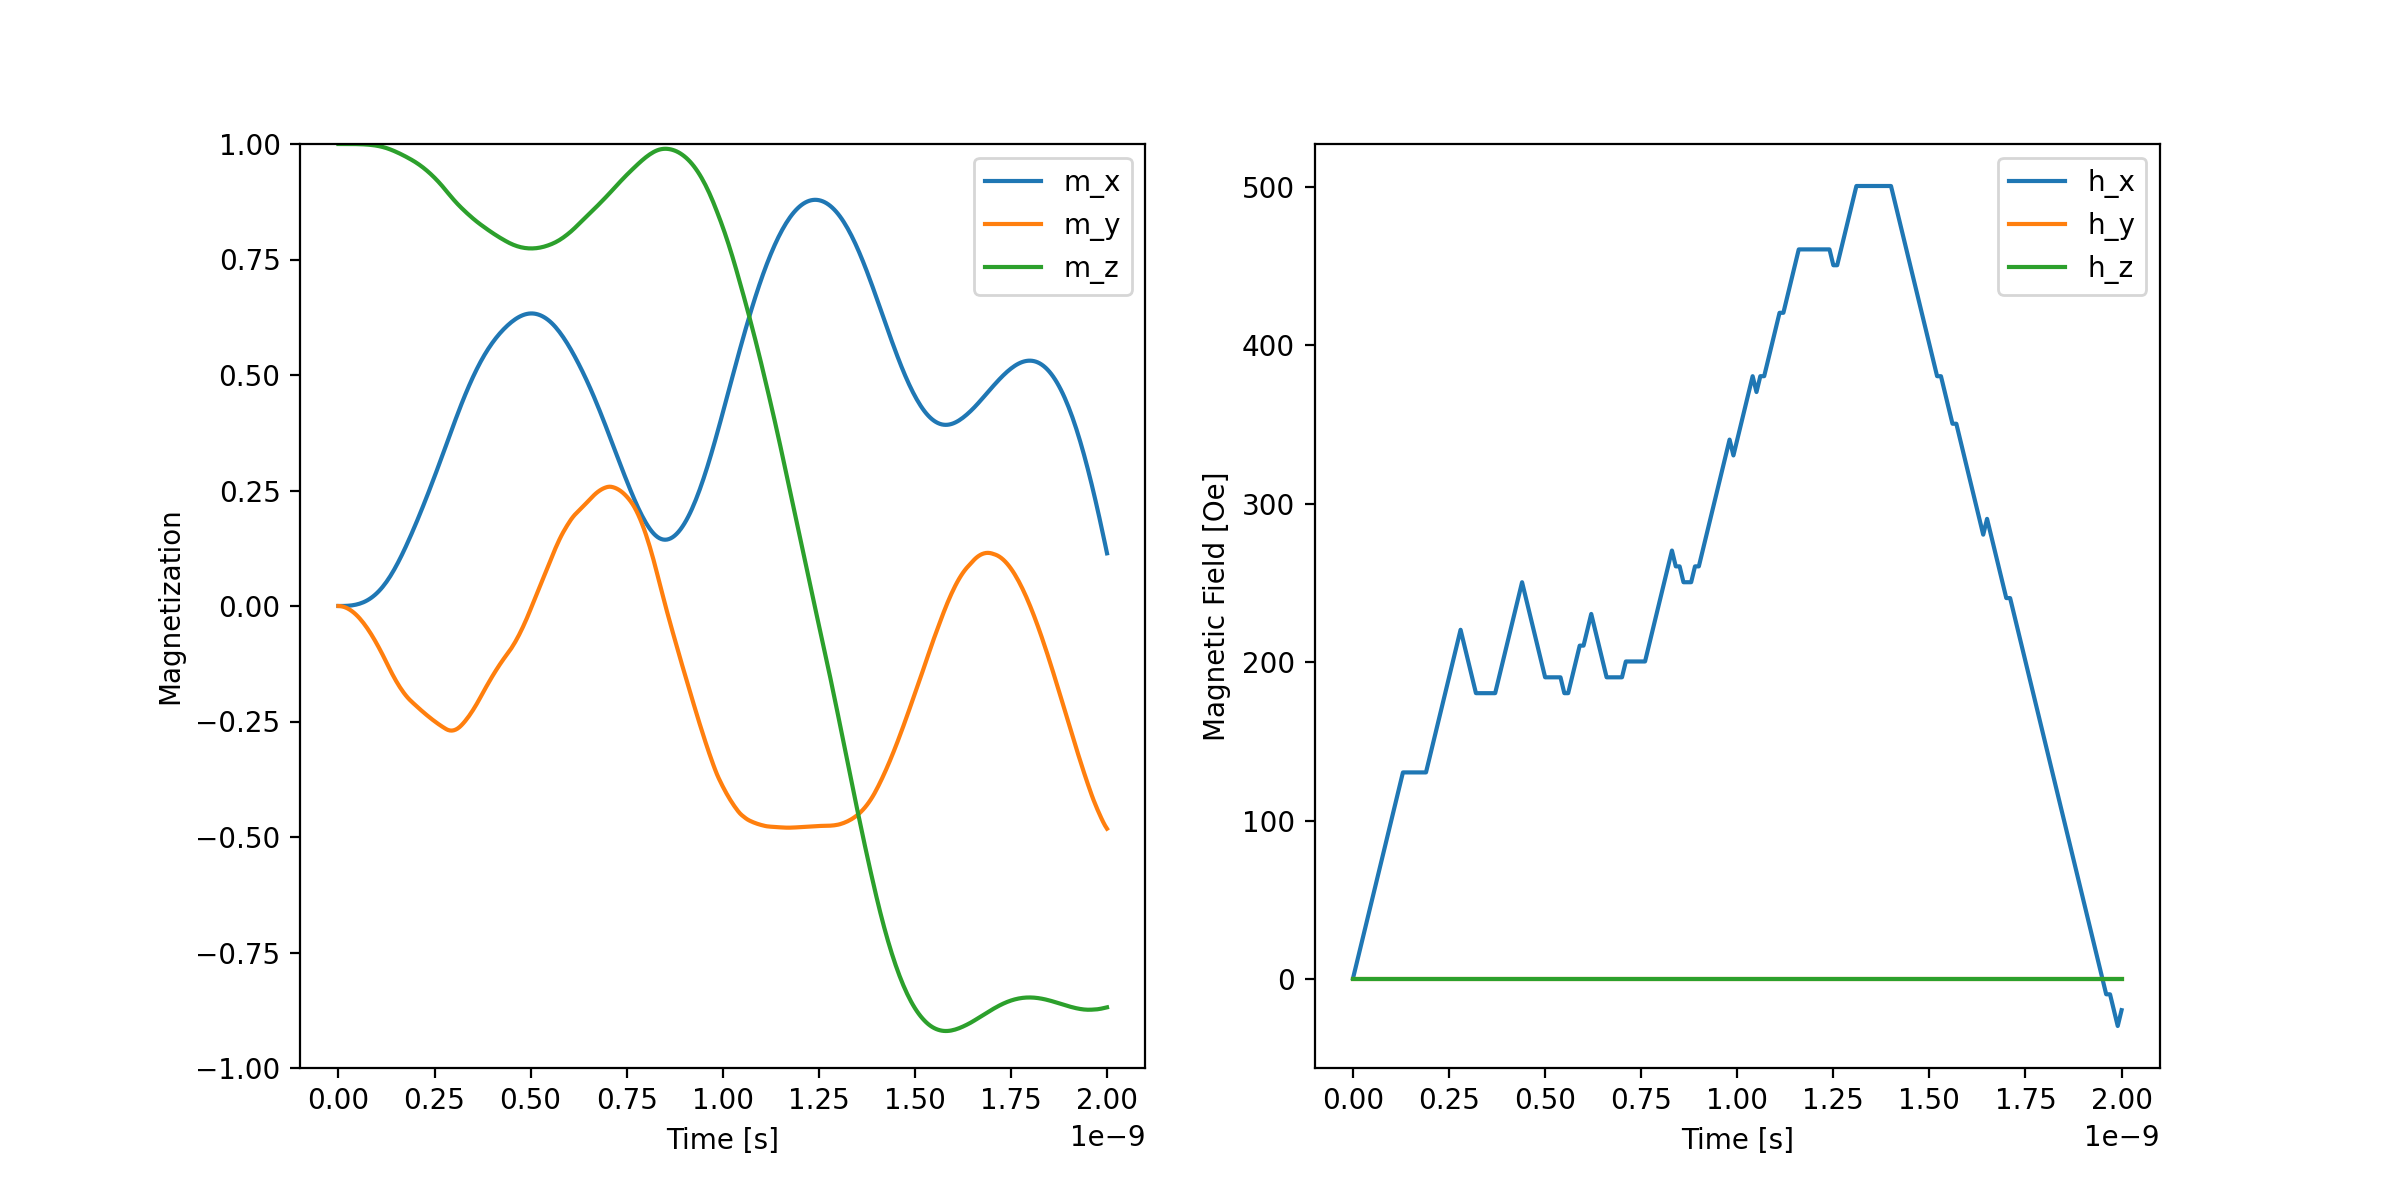 1.00
0.75
0.50
0.25
0.00
−0.25
−0.50
−0.75
−1.00
Magnetization
m_x
m_y
m_z
0.00 0.25 0.50 0.75 1.00 1.25 1.50 1.75 2.00
Time [s]
1e−9
500
400
300
200
100
0
Magnetic Field [Oe]
h_x
h_y
h_z
0.00 0.25 0.50 0.75 1.00 1.25 1.50 1.75 2.00
Time [s]
1e−9